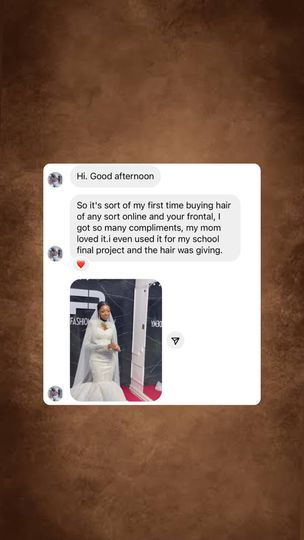 Hi. Good afternoon
So it's sort of my first time buying hair
of any sort online and your frontal, I
got so many compliments, my mom
loved it.i even used it for my school
final project and the hair was giving.
FASHION